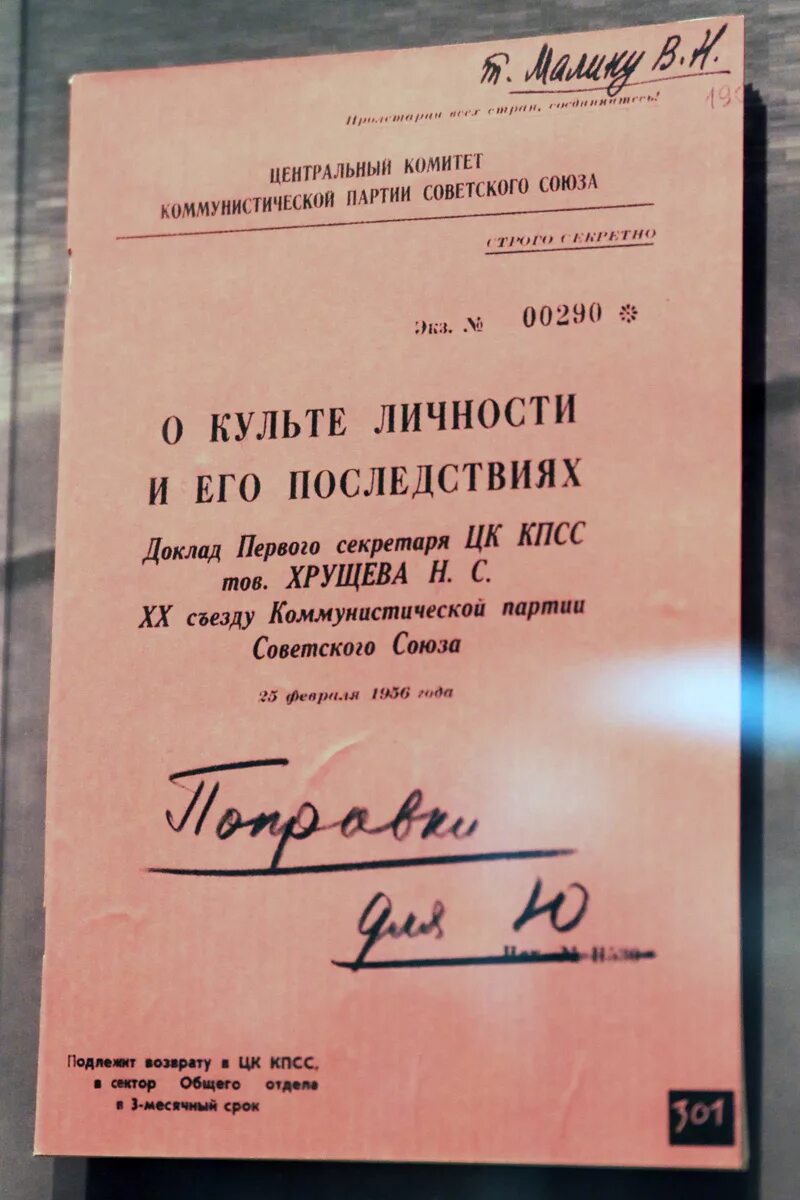 т. Малину В.Н.
Пролетарии всех стран, соединяйтесь!
ЦЕНТРАЛЬНЫЙ КОМИТЕТ
КОММУНИСТИЧЕСКОЙ ПАРТИИ СОВЕТСКОГО СОЮЗА
СТРОГО СЕКРЕТНО
Экз. № 00290 *
О КУЛЬТЕ ЛИЧНОСТИ
И ЕГО ПОСЛЕДСТВИЯХ
Доклад Первого секретаря ЦК КПСС
тов. ХРУЩЕВА Н. С.
XX съезду Коммунистической партии
Советского Союза
25 февраля 1956 года
Поправки
для Ю
Подлежит возврату в ЦК КПСС,
в сектор Общего отдела
в 3-месячный срок
301